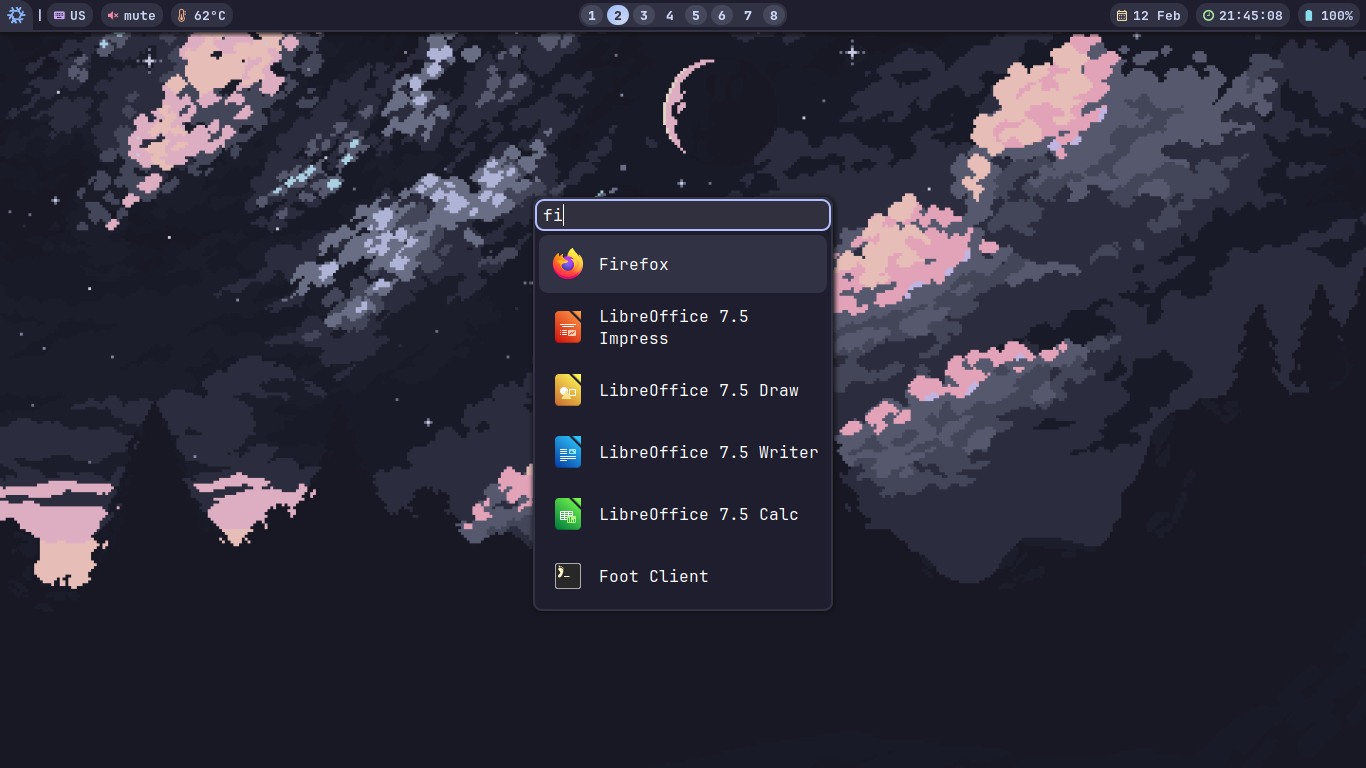 | US mute 62°C 1 2 3 4 5 6 7 8 12 Feb 21:45:08 100%
fi
Firefox
LibreOffice 7.5
Impress
LibreOffice 7.5 Draw
LibreOffice 7.5 Writer
LibreOffice 7.5 Calc
Foot Client